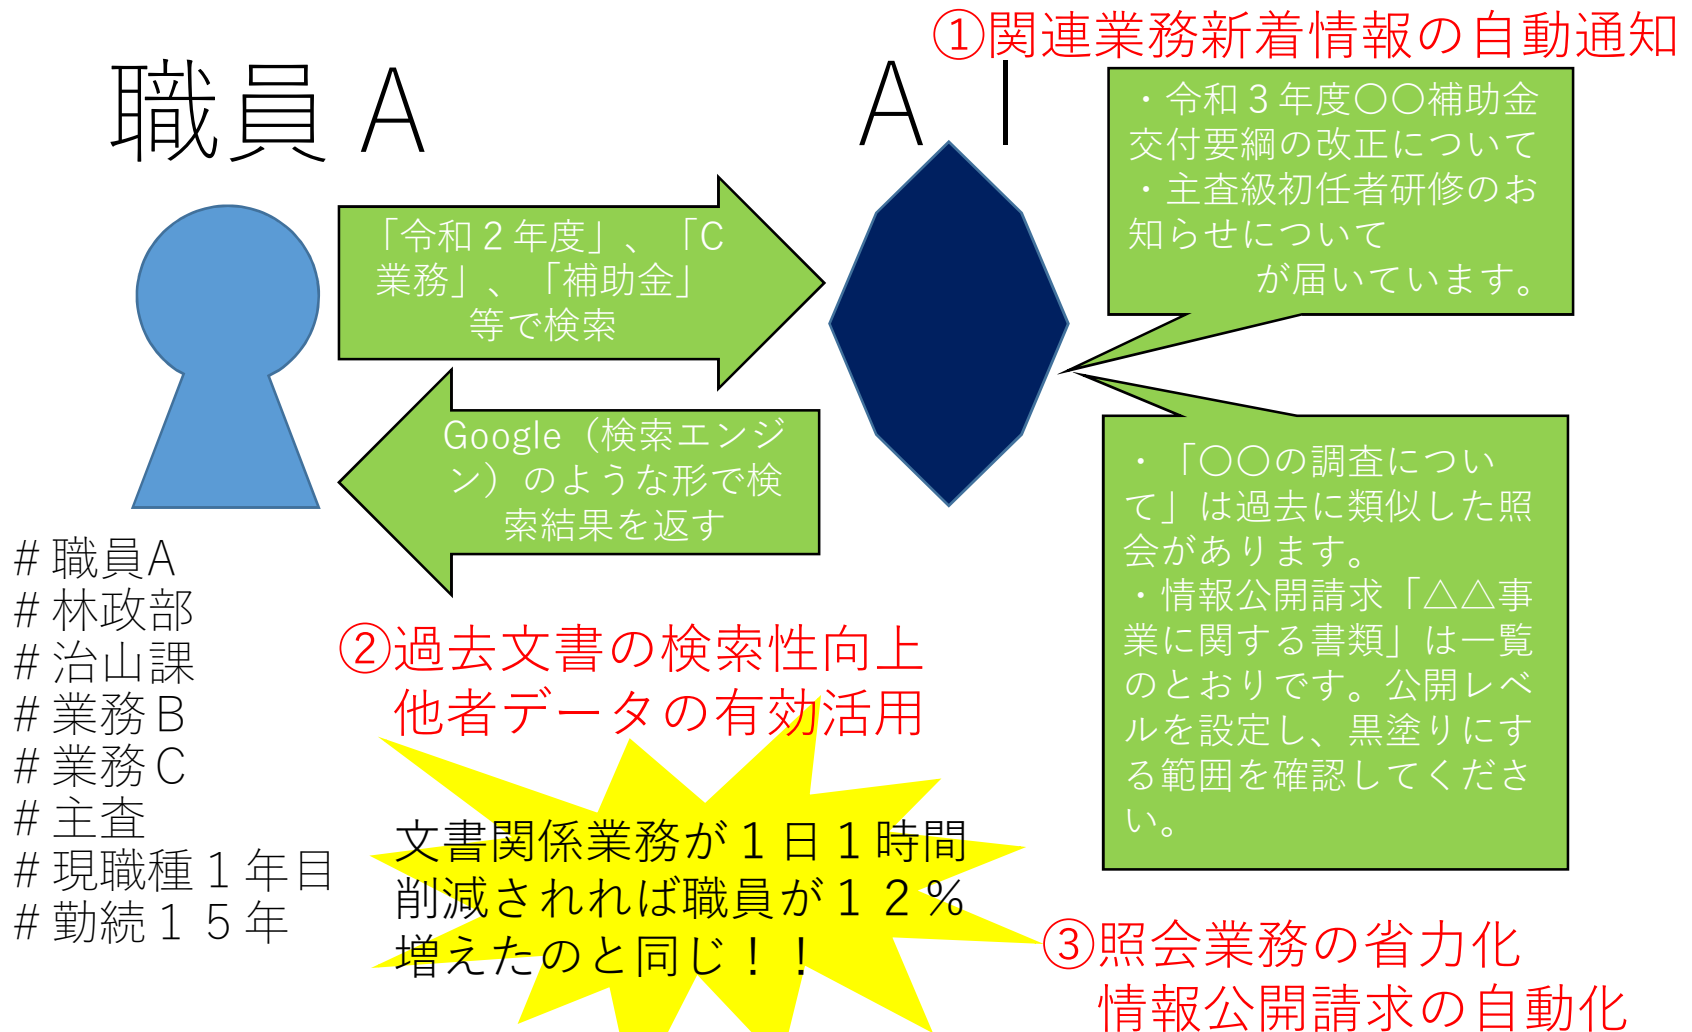 ①関連業務新着情報の自動通知
職員A
AI
・令和３年度〇〇補助金
交付要綱の改正について
・主査級初任者研修のお
知らせについて
が届いています。
「令和２年度」、「C
業務」、「補助金」
等で検索
Google（検索エンジ
ン）のような形で検
索結果を返す
・「〇〇の調査につい
て」は過去に類似した照
会があります。
・情報公開請求「△△事
業に関する書類」は一覧
のとおりです。公開レベ
ルを設定し、黒塗りにす
る範囲を確認してくださ
い。
＃職員A
＃林政部
＃治山課
＃業務B
＃業務C
＃主査
＃現職種１年目
＃勤続１５年
②過去文書の検索性向上
他者データの有効活用
文書関係業務が１日１時間
削減されれば職員が１２％
増えたのと同じ！！
③照会業務の省力化
情報公開請求の自動化